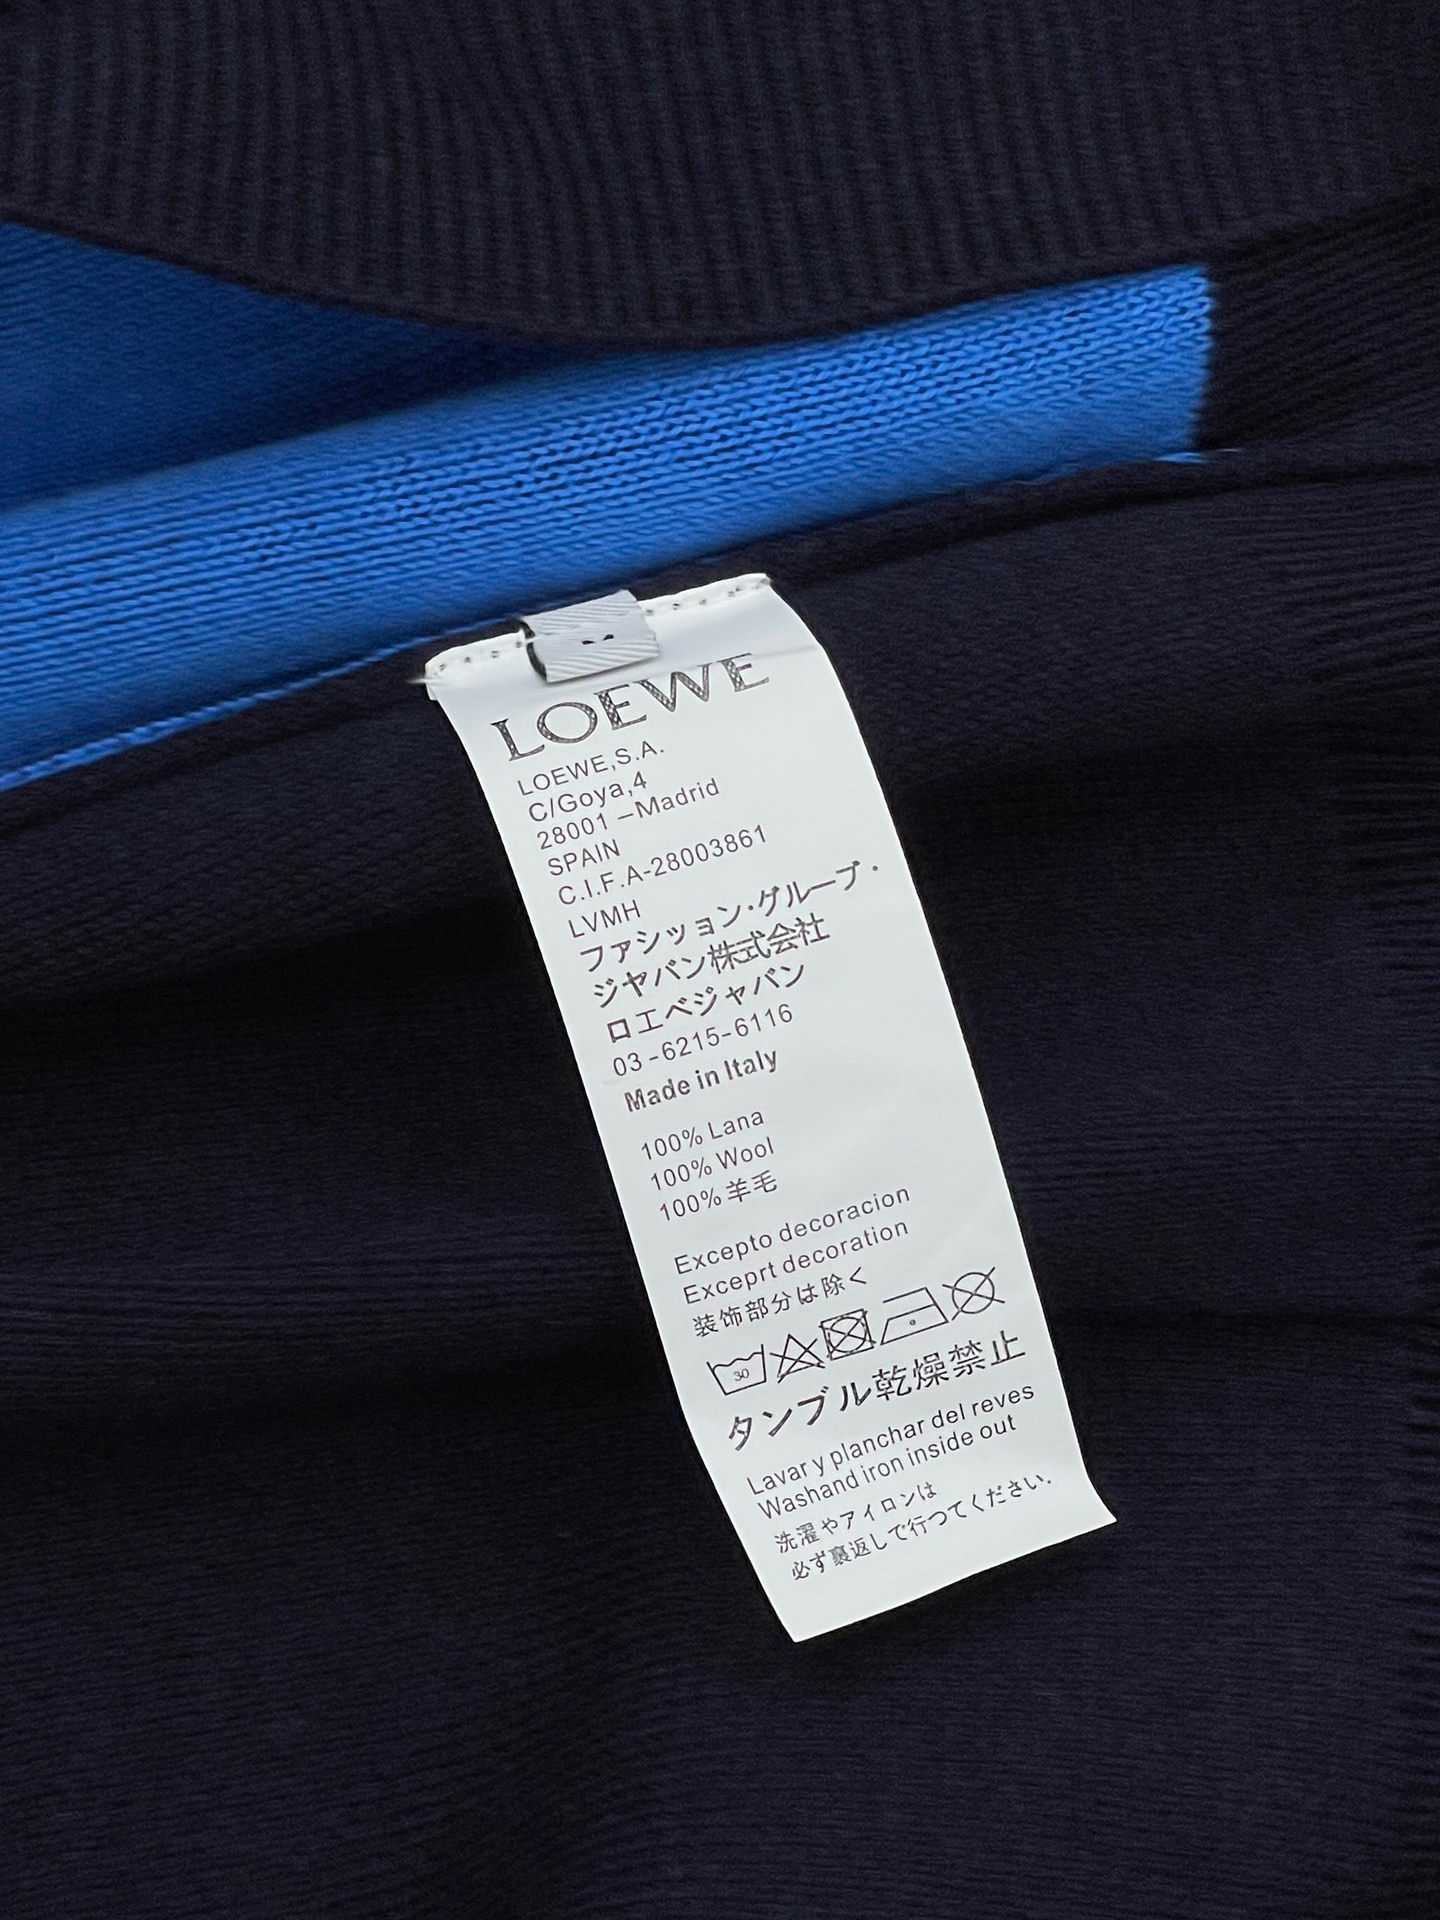 LOEWE
LOEWE,S.A.
C/Goya,4
28001 –Madrid
SPAIN
C.I.F.A-28003861
LVMH
ファッション·グループ·
ジャパン株式会社
ロエベジャパン
03 -6215-6116
Made in Italy
100% Lana
100% Wool
100% 羊毛
Excepto decoracion
Exceprt decoration
装饰部分は除く
30
タンブル乾燥禁止
Lavar y planchar del reves
Washand iron inside out
洗濯やアイロンは
必ず裏返しで行つてください.